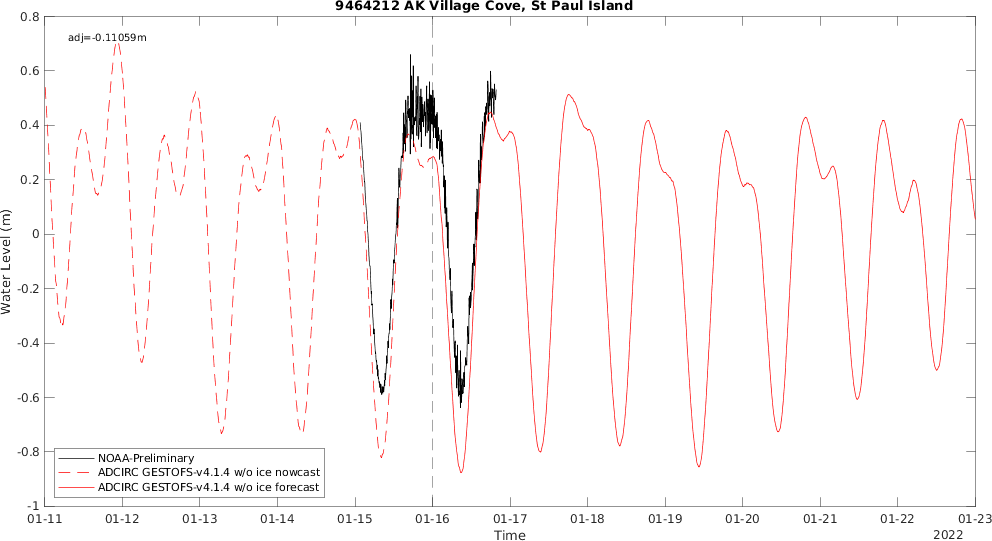 9464212 AK Village Cove, St Paul Island
adj=-0.11059m
0.8
0.6
0.4
0.2
0
-0.2
-0.4
-0.6
-0.8
-1
Water Level (m)
NOAA-Preliminary
ADCIRC GESTOFS-v4.1.4 w/o ice nowcast
ADCIRC GESTOFS-v4.1.4 w/o ice forecast
01-11 01-12 01-13 01-14 01-15 01-16 01-17 01-18 01-19 01-20 01-21 01-22 01-23
Time
2022